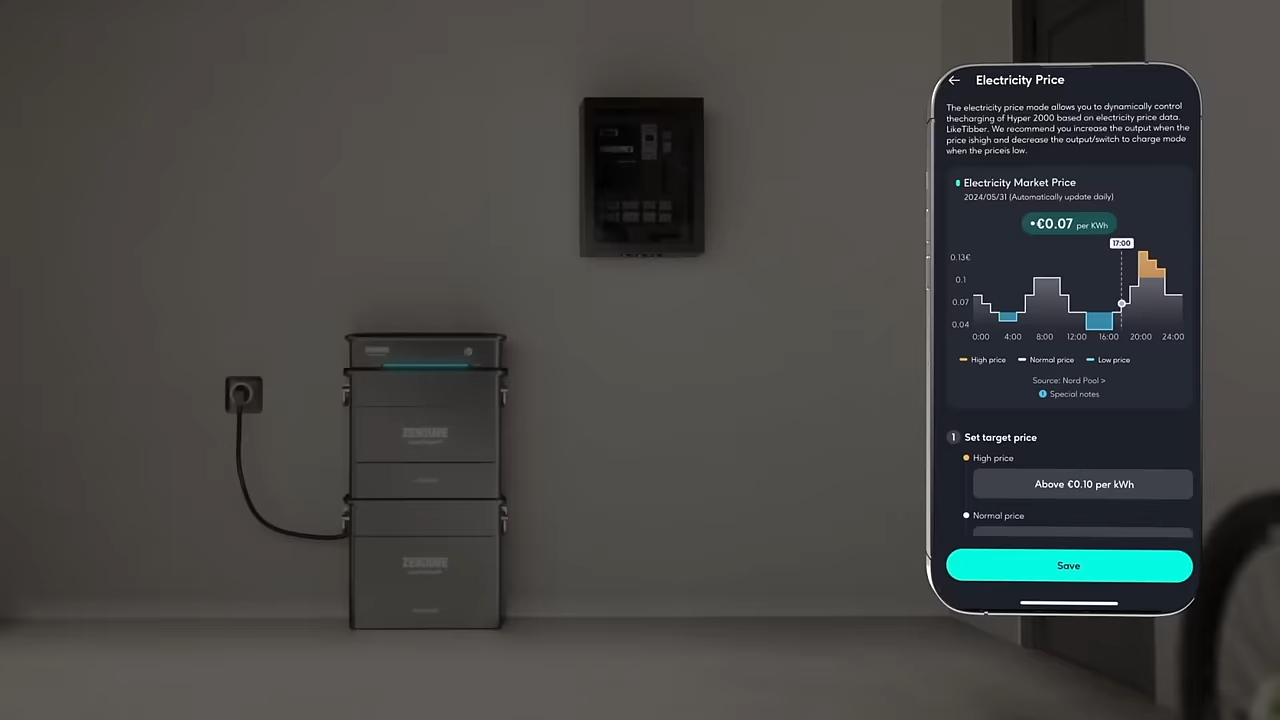 Electricity Price
The electricity price mode allows you to dynamically control
thecharging of Hyper 2000 based on electricity price data.
LikeTibber. We recommend you increase the output when the
price ishigh and decrease the output/switch to charge mode
when the priceis low.
Electricity Market Price
2024/05/31 (Automatically update daily)
•€0.07 per KWh
17:00
0.13€
0.1
0.07
0.04
0:00 4:00 8:00 12:00 16:00 20:00 24:00
High price Normal price Low price
Source: Nord Pool >
Special notes
1 Set target price
High price
Above €0.10 per kWh
Normal price
Save
ZENDURE
ZENDURE